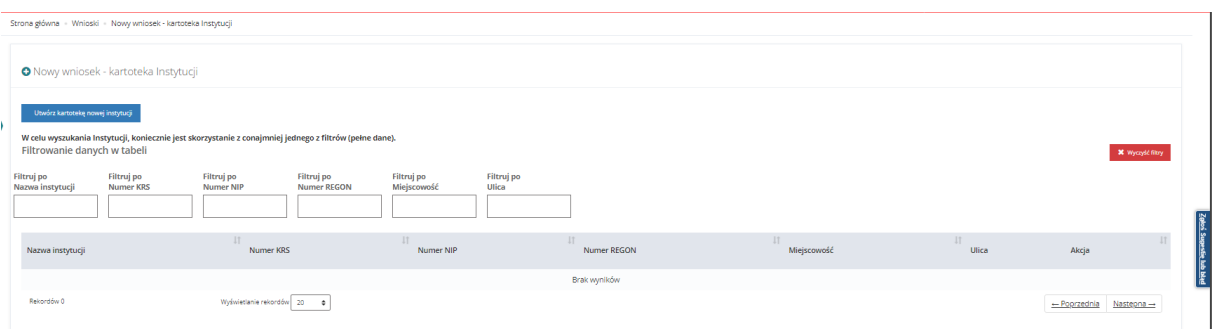 Strona główna - Wnioski - Nowy wniosek - kartoteka Instytucji
Nowy wniosek - kartoteka Instytucji
Utwórz kartotekę nowej instytucji
W celu wyszukania Instytucji, koniecznie jest skorzystanie z conajmniej jednego z filtrów (pełne dane).
Filtrowanie danych w tabeli
Wyczyść filtry
Filtruj po Filtruj po Filtruj po Filtruj po Filtruj po Filtruj po
Nazwa instytucji Numer KRS Numer NIP Numer REGON Miejscowość Ulica
Zgłoś Sugestię lub błąd
Nazwa instytucji Numer KRS Numer NIP Numer REGON Miejscowość Ulica Akcja
Brak wyników
Rekordów 0 Wyświetlanie rekordów 20 ← Poprzednia Następna →